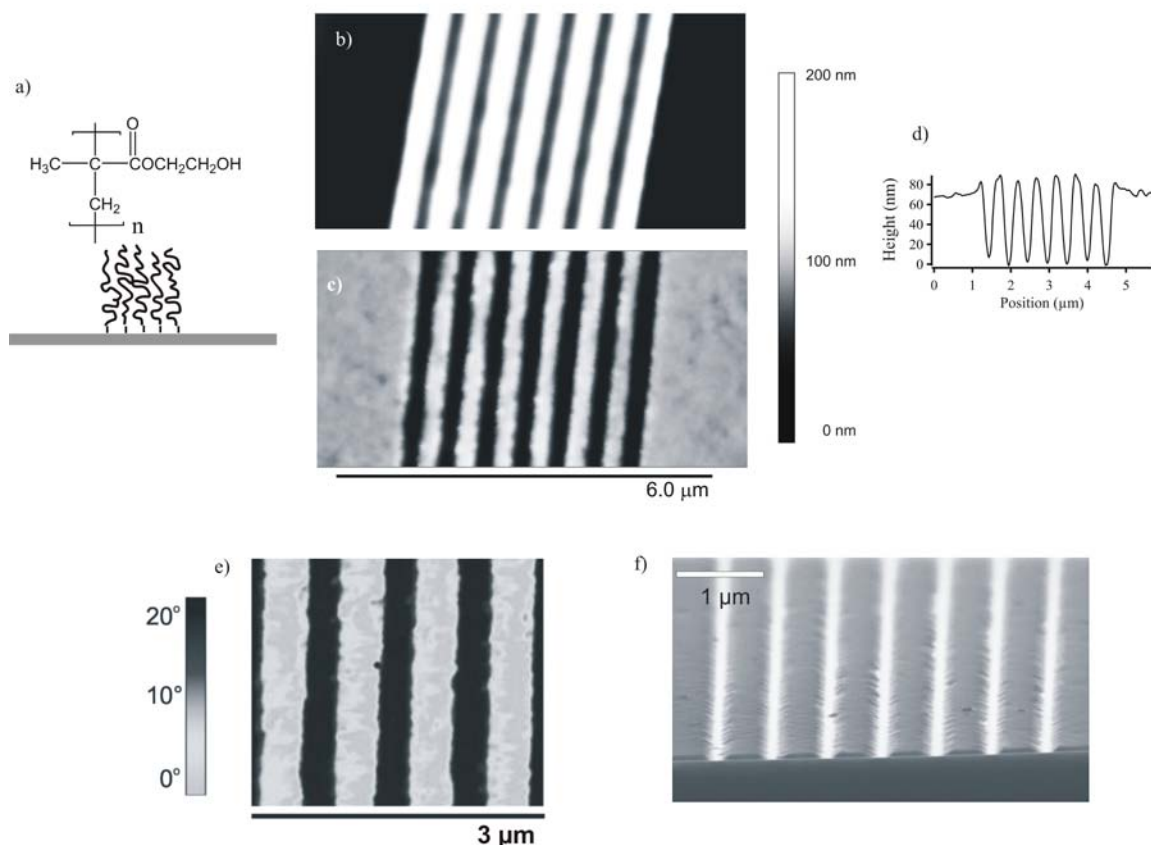 a)
O
H₃C C COCH₂CH₂OH
CH₂
n
b)
c)
6.0 μm
200 nm
100 nm
0 nm
d)
Height (nm)
80
60
40
20
0
0 1 2 3 4 5
Position (μm)
e)
20°
10°
0°
3 μm
f)
1 μm